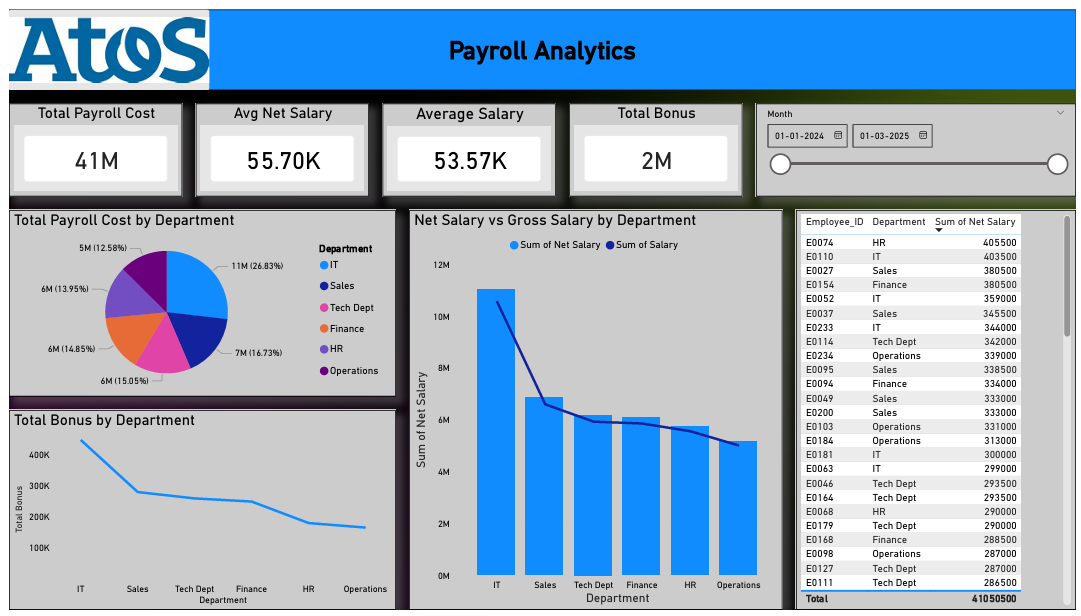 Atos
Payroll Analytics
Total Payroll Cost
41M
Avg Net Salary
55.70K
Average Salary
53.57K
Total Bonus
2M
Month
01-01-2024
01-03-2025
Total Payroll Cost by Department
5M (12.58%)
11M (26.83%)
6M (13.95%)
6M (14.85%)
7M (16.73%)
6M (15.05%)
Department
IT
Sales
Tech Dept
Finance
HR
Operations
Total Bonus by Department
Total Bonus
400K
300K
200K
100K
IT Sales Tech Dept Finance HR Operations
Department
Net Salary vs Gross Salary by Department
Sum of Net Salary Sum of Salary
Sum of Net Salary
12M
10M
8M
6M
4M
2M
0M
IT Sales Tech Dept Finance HR Operations
Department
Employee_ID Department Sum of Net Salary
E0074 HR 405500
E0110 IT 403500
E0027 Sales 380500
E0154 Finance 380500
E0052 IT 359000
E0037 Sales 345500
E0233 IT 344000
E0114 Tech Dept 342000
E0234 Operations 339000
E0095 Sales 338500
E0094 Finance 334000
E0049 Sales 333000
E0200 Sales 333000
E0103 Operations 331000
E0184 Operations 313000
E0181 IT 300000
E0063 IT 299000
E0046 Tech Dept 293500
E0164 Tech Dept 293500
E0068 HR 290000
E0179 Tech Dept 290000
E0168 Finance 288500
E0098 Operations 287000
E0127 Tech Dept 287000
E0111 Tech Dept 286500
Total 41050500